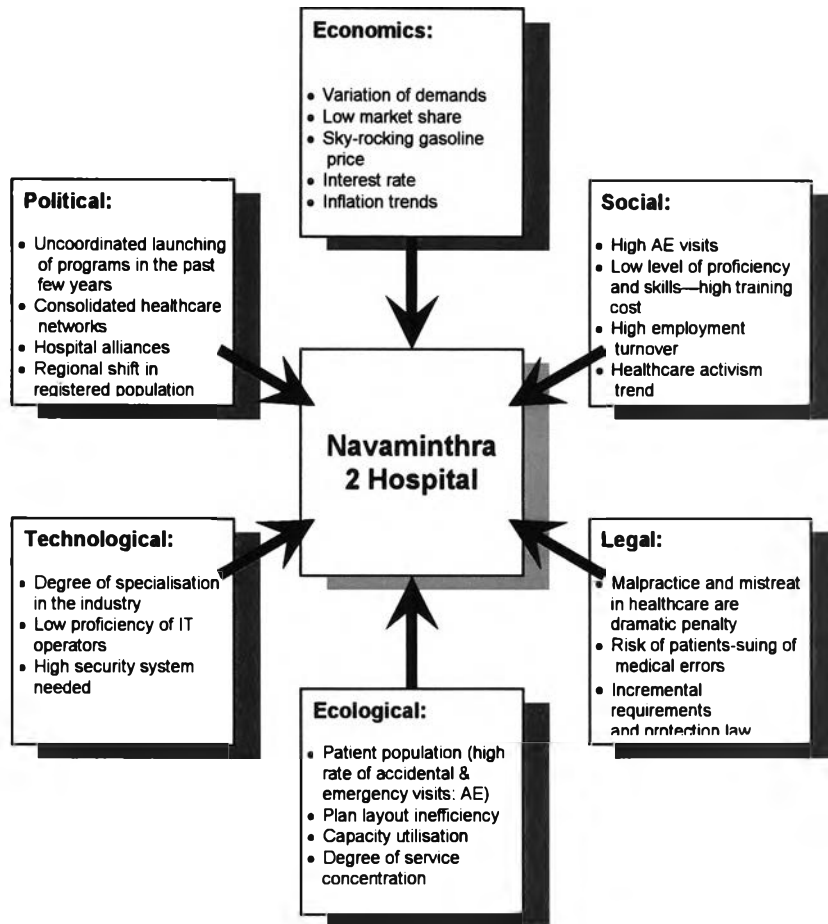 Economics:
• Variation of demands
• Low market share
• Sky-rocking gasoline
price
• Interest rate
• Inflation trends
Political:
• Uncoordinated launching
of programs in the past
few years
• Consolidated healthcare
networks
• Hospital alliances
• Regional shift in
registered population
Social:
• High AE visits
• Low level of proficiency
and skills—high training
cost
• High employment
turnover
• Healthcare activism
trend
Navaminthra
2 Hospital
Technological:
• Degree of specialisation
in the industry
• Low proficiency of IT
operators
• High security system
needed
Legal:
• Malpractice and mistreat
in healthcare are
dramatic penalty
• Risk of patients-suing of
medical errors
• Incremental
requirements
and protection law
Ecological:
• Patient population (high
rate of accidental &
emergency visits: AE)
• Plan layout inefficiency
• Capacity utilisation
• Degree of service
concentration